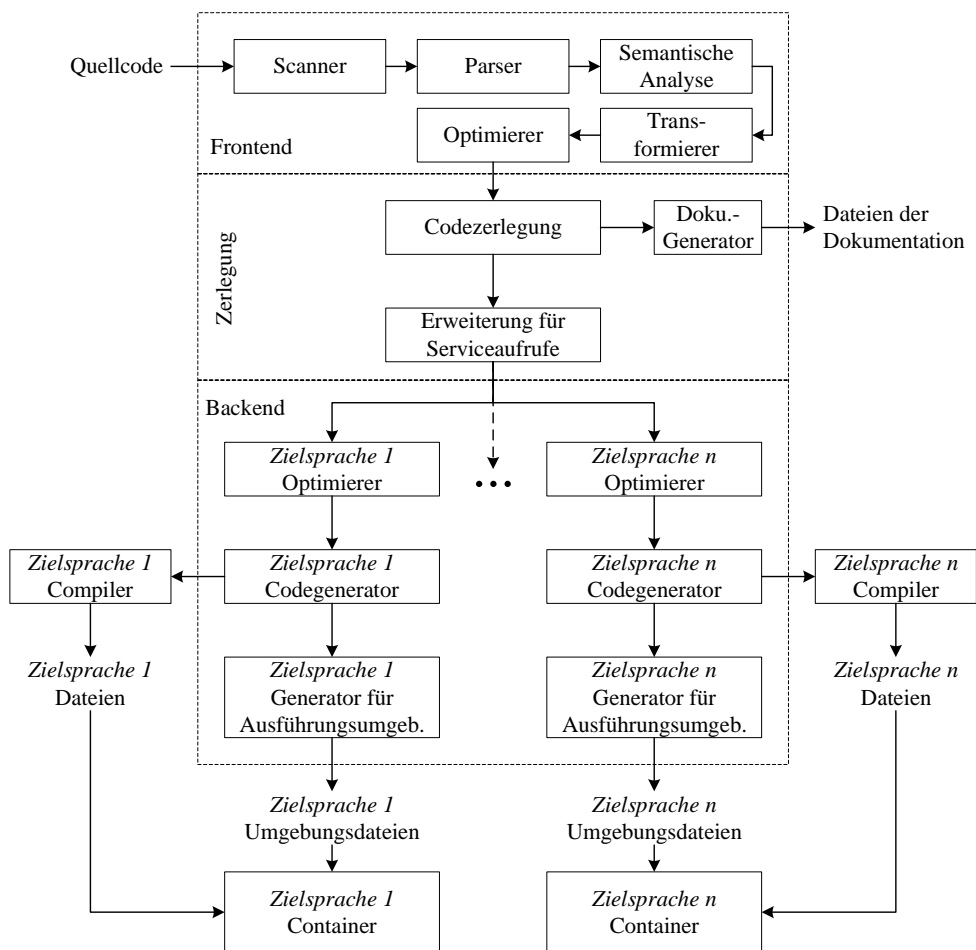 Quellcode
Scanner
Parser
Semantische
Analyse
Frontend
Optimierer
Trans-
formierer
Zerlegung
Codezerlegung
Doku.-
Generator
Dateien der
Dokumentation
Erweiterung für
Serviceaufrufe
Backend
Zielsprache 1
Optimierer
Zielsprache n
Optimierer
Zielsprache 1
Compiler
Zielsprache 1
Codegenerator
Zielsprache n
Codegenerator
Zielsprache n
Compiler
Zielsprache 1
Dateien
Zielsprache 1
Generator für
Ausführungsumgeb.
Zielsprache n
Generator für
Ausführungsumgeb.
Zielsprache n
Dateien
Zielsprache 1
Umgebungsdateien
Zielsprache n
Umgebungsdateien
Zielsprache 1
Container
Zielsprache n
Container